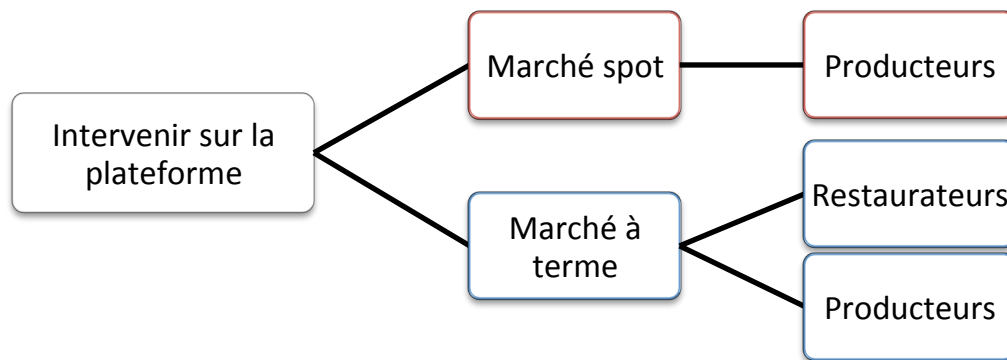 Marché spot
Producteurs
Intervenir sur la
plateforme
Restaurateurs
Marché à
terme
Producteurs